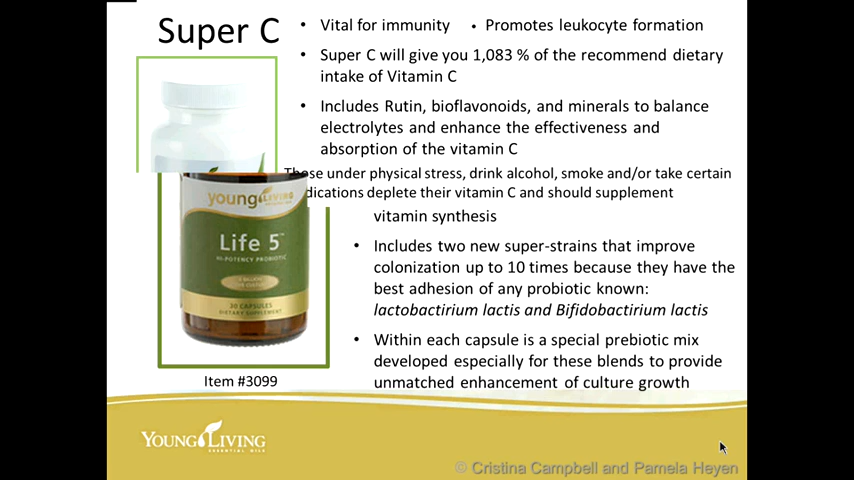 Super C
• Vital for immunity • Promotes leukocyte formation
• Super C will give you 1,083 % of the recommend dietary
intake of Vitamin C
• Includes Rutin, bioflavonoids, and minerals to balance
electrolytes and enhance the effectiveness and
absorption of the vitamin C
Those under physical stress, drink alcohol, smoke and/or take certain
dications deplete their vitamin C and should supplement
vitamin synthesis
• Includes two new super-strains that improve
colonization up to 10 times because they have the
best adhesion of any probiotic known:
lactobactirium lactis and Bifidobactirium lactis
• Within each capsule is a special prebiotic mix
developed especially for these blends to provide
unmatched enhancement of culture growth
young LIVING
Life 5™
HI-POTENCY PROBIOTIC
30 CAPSULES
DIETARY SUPPLEMENT
Item #3099
YOUNG LIVING
ESSENTIAL OILS
© Cristina Campbell and Pamela Heyen